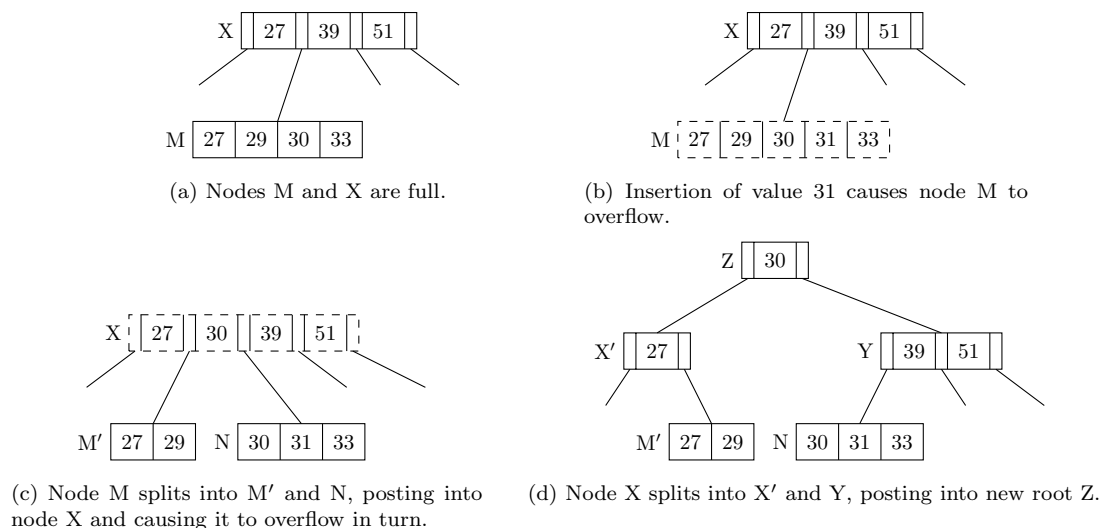 X 27 39 51
M 27 29 30 33
(a) Nodes M and X are full.
X 27 39 51
M 27 29 30 31 33
(b) Insertion of value 31 causes node M to
overflow.
X 27 30 39 51
M′ 27 29 N 30 31 33
(c) Node M splits into M′ and N, posting into
node X and causing it to overflow in turn.
Z 30
X′ 27 Y 39 51
M′ 27 29 N 30 31 33
(d) Node X splits into X′ and Y, posting into new root Z.